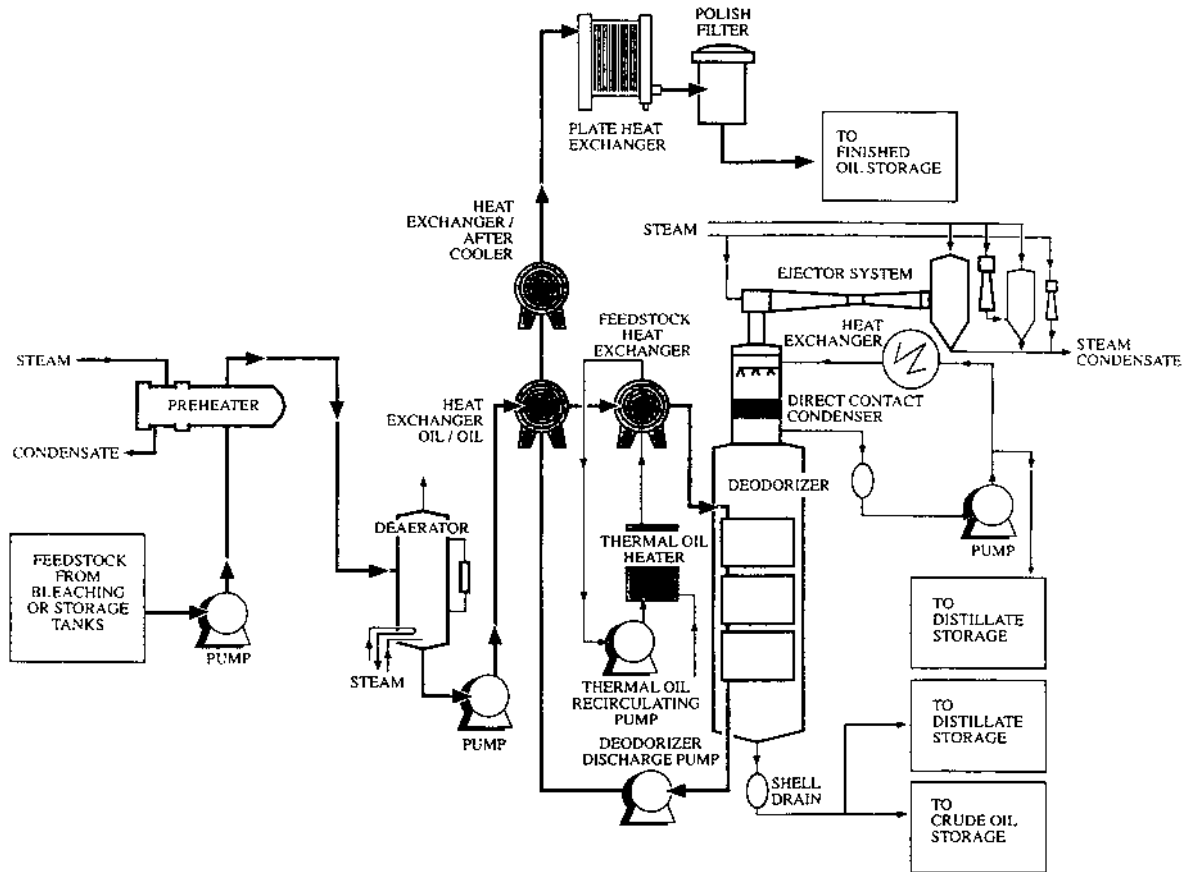 POLISH
FILTER
PLATE HEAT
EXCHANGER
TO
FINISHED
OIL STORAGE
HEAT
EXCHANGER /
AFTER
COOLER
STEAM
EJECTOR SYSTEM
HEAT
EXCHANGER
STEAM
CONDENSATE
FEEDSTOCK
HEAT
EXCHANGER
STEAM
PREHEATER
CONDENSATE
HEAT
EXCHANGER
OIL / OIL
DIRECT CONTACT
CONDENSER
DEODORIZER
DEAERATOR
THERMAL OIL
HEATER
PUMP
FEEDSTOCK
FROM
BLEACHING
OR STORAGE
TANKS
PUMP
STEAM
PUMP
THERMAL OIL
RECIRCULATING
PUMP
TO
DISTILLATE
STORAGE
TO
DISTILLATE
STORAGE
DEODORIZER
DISCHARGE PUMP
SHELL
DRAIN
TO
CRUDE OIL
STORAGE